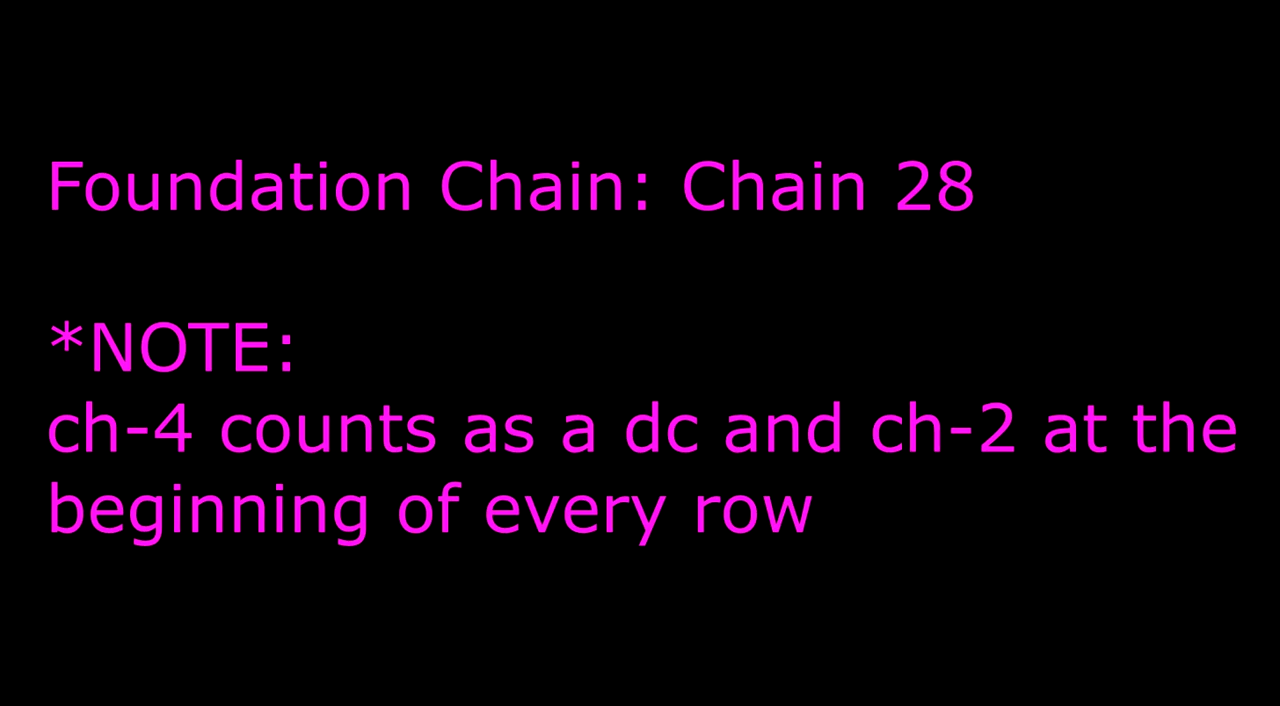 Foundation Chain: Chain 28
*NOTE:
ch-4 counts as a dc and ch-2 at the
beginning of every row